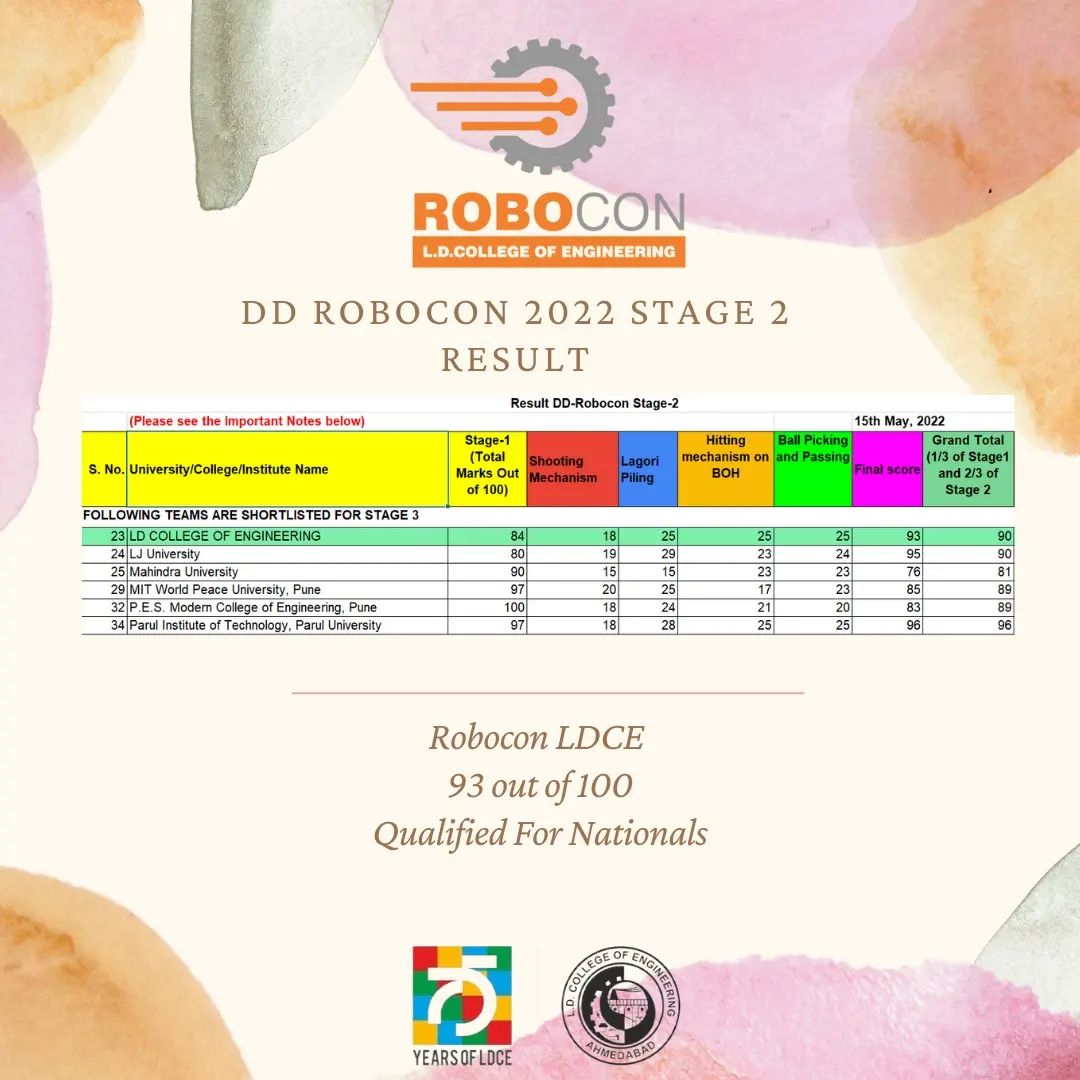 ROBOCON
L.D.COLLEGE OF ENGINEERING
DD ROBOCON 2022 STAGE 2
RESULT
Result DD-Robocon Stage-2
(Please see the Important Notes below) 15th May, 2022
S. No. University/College/Institute Name Stage-1 (Total Marks Out of 100) Shooting Mechanism Lagori Piling Hitting mechanism on BOH Ball Picking and Passing Final score Grand Total (1/3 of Stage1 and 2/3 of Stage 2
FOLLOWING TEAMS ARE SHORTLISTED FOR STAGE 3
23 LD COLLEGE OF ENGINEERING 84 18 25 25 25 93 90
24 LJ University 80 19 29 23 24 95 90
25 Mahindra University 90 15 15 23 23 76 81
29 MIT World Peace University, Pune 97 20 25 17 23 85 89
32 P.E.S. Modern College of Engineering, Pune 100 18 24 21 20 83 89
34 Parul Institute of Technology, Parul University 97 18 28 25 25 96 96
Robocon LDCE
93 out of 100
Qualified For Nationals
75
YEARS OF LDCE
L.D. COLLEGE OF ENGINEERING
AHMEDABAD